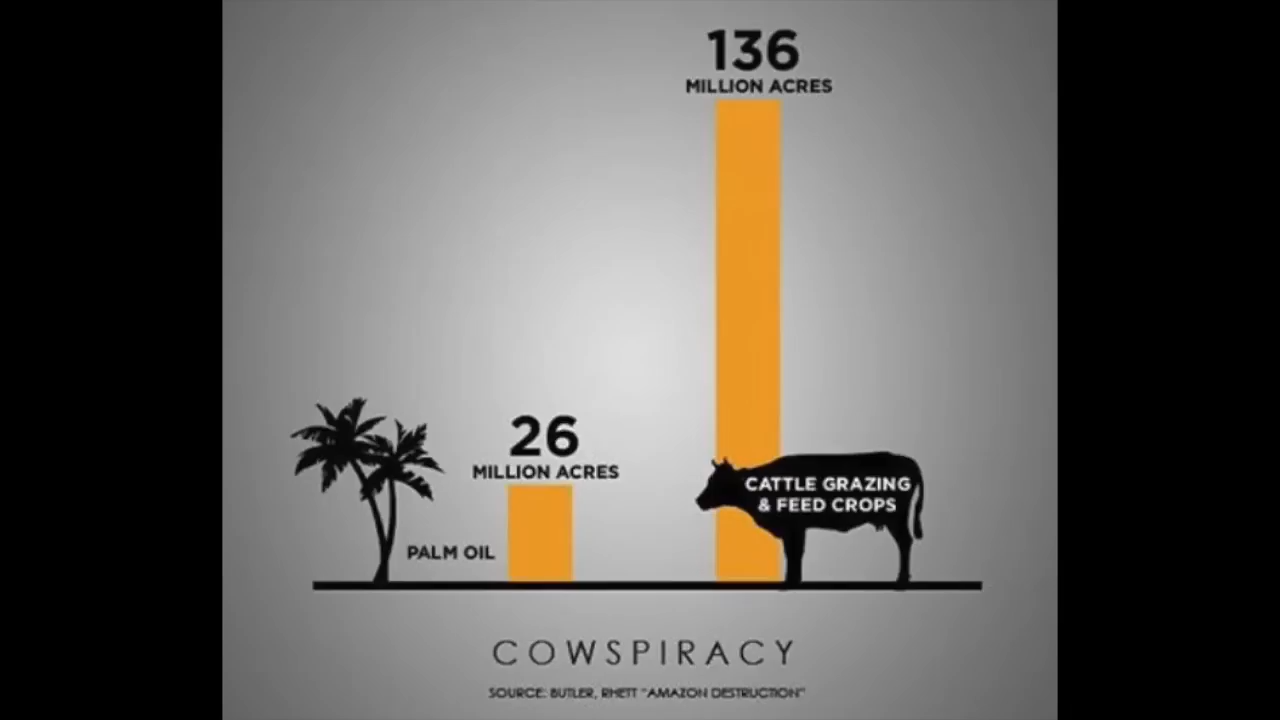 136
MILLION ACRES
26
MILLION ACRES
CATTLE GRAZING
& FEED CROPS
PALM OIL
COWSPIRACY
SOURCE: BUTLER, RHETT "AMAZON DESTRUCTION"